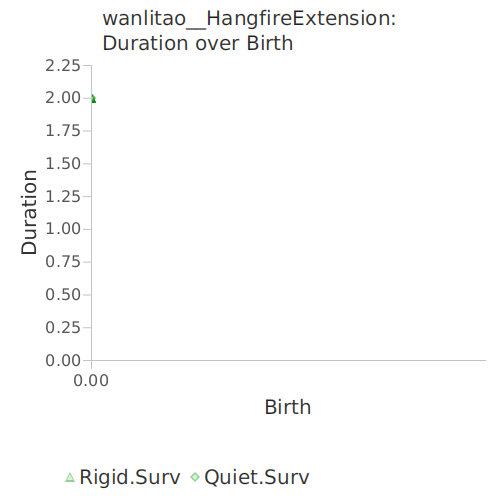 wanlitao__HangfireExtension:
Duration over Birth
2.25
2.00
1.75
1.50
1.25
1.00
0.75
0.50
0.25
0.00
Duration
0.00
Birth
Rigid.Surv Quiet.Surv